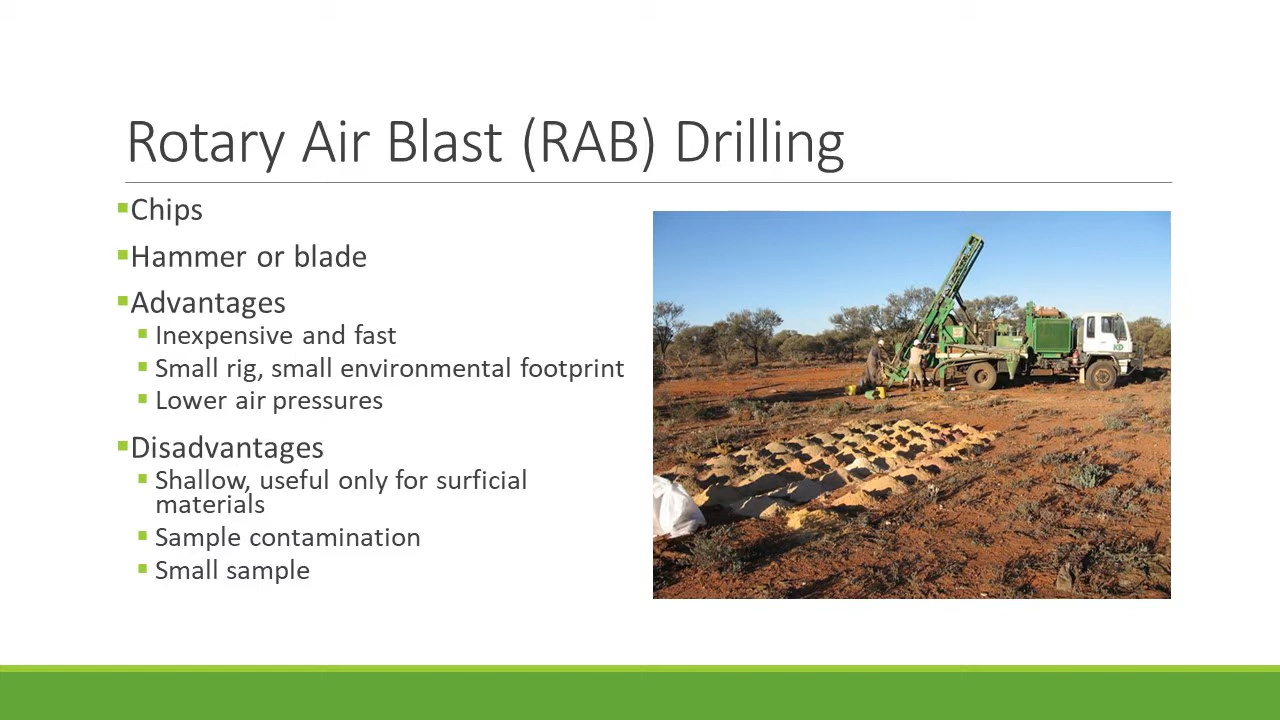 Rotary Air Blast (RAB) Drilling
▪Chips
▪Hammer or blade
▪Advantages
▪ Inexpensive and fast
▪ Small rig, small environmental footprint
▪ Lower air pressures
▪Disadvantages
▪ Shallow, useful only for surficial
materials
▪ Sample contamination
▪ Small sample